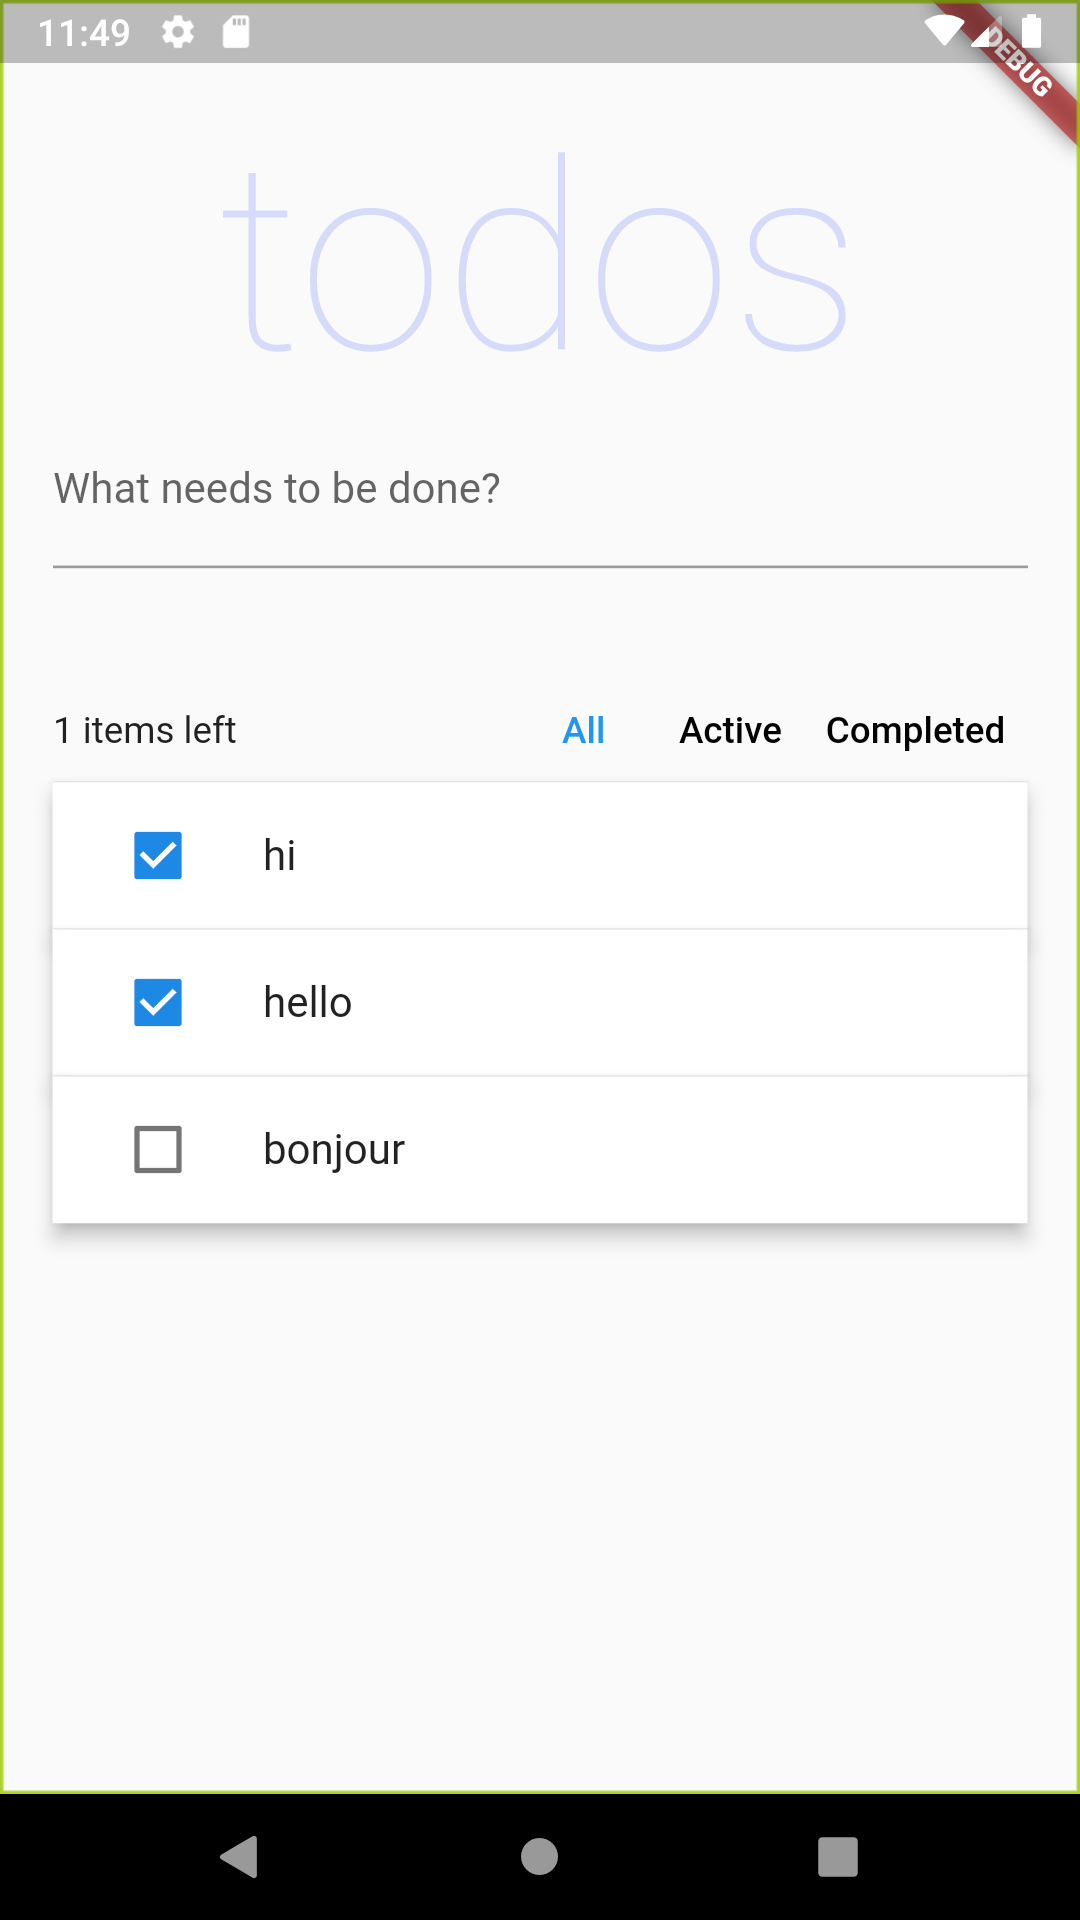 11:49
DEBUG
todos
What needs to be done?
1 items left All Active Completed
hi
hello
bonjour